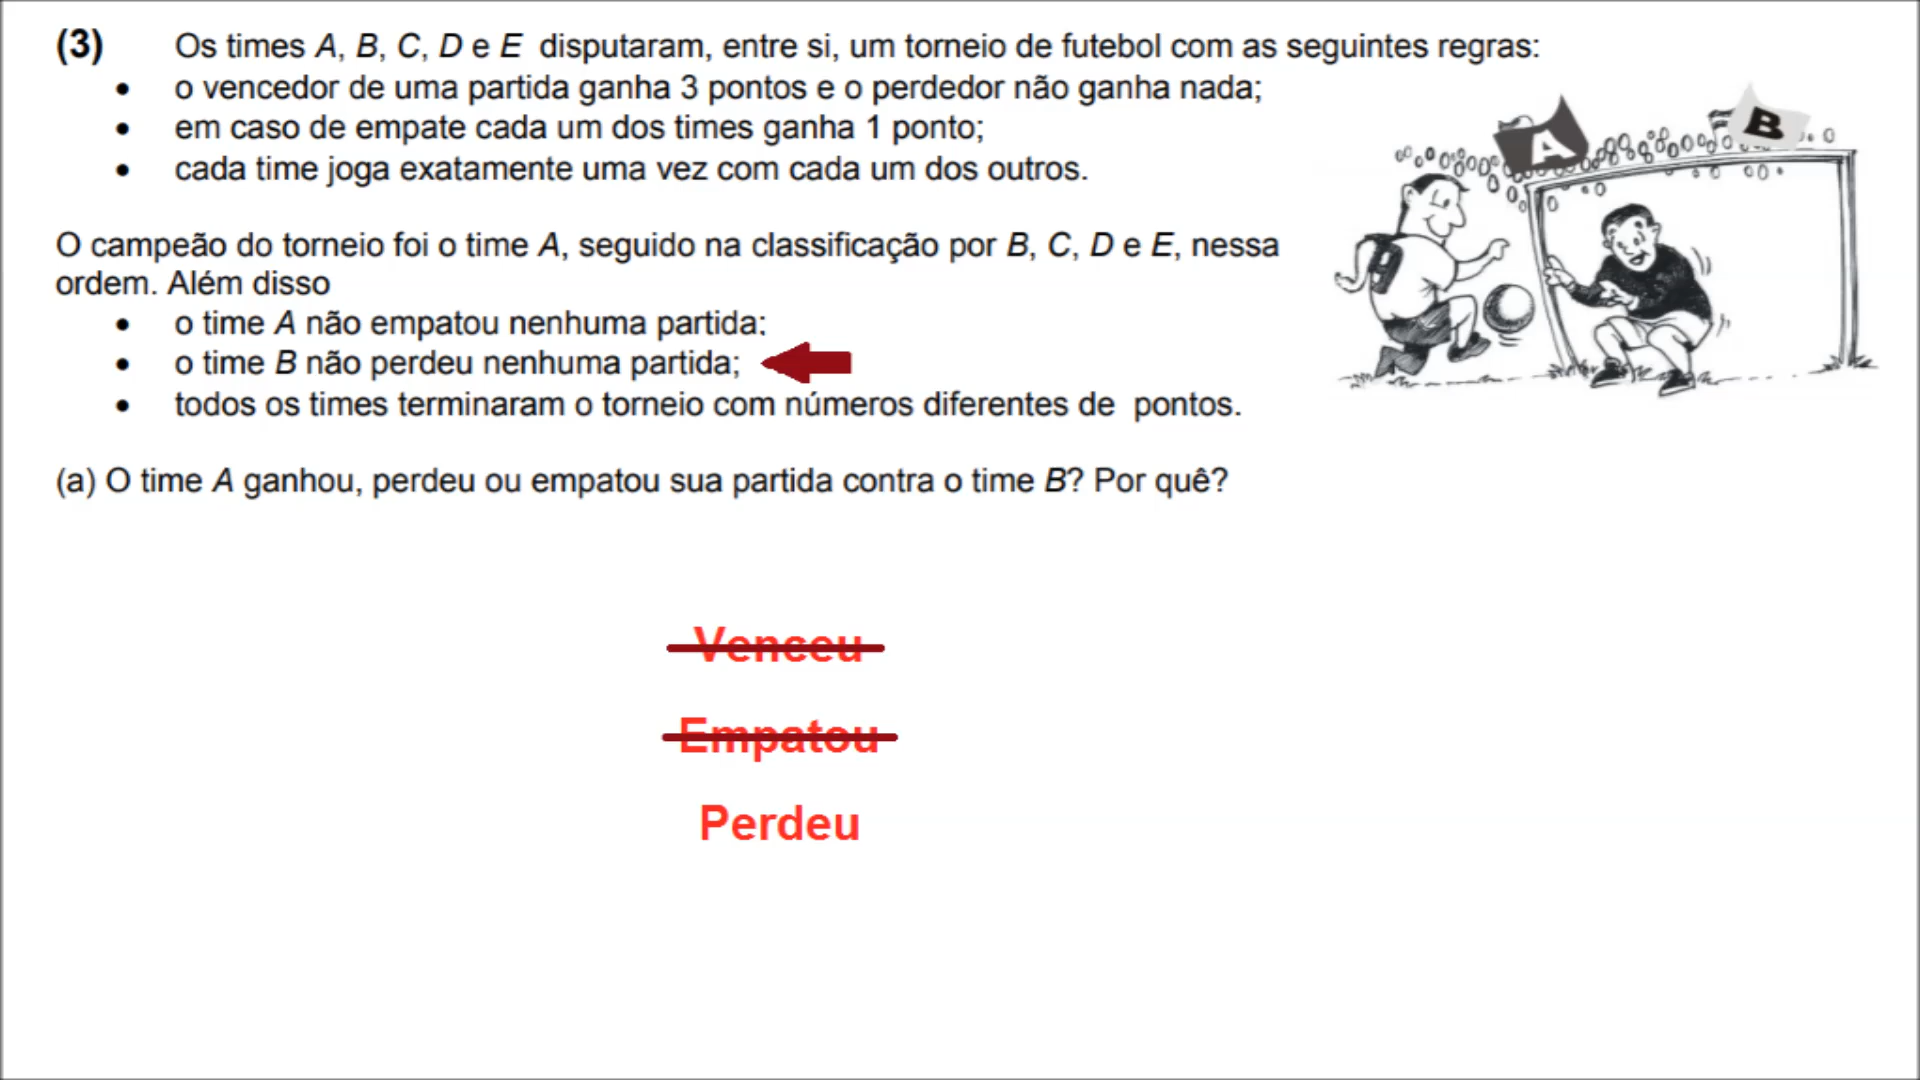 (3) Os times A, B, C, D e E disputaram, entre si, um torneio de futebol com as seguintes regras:
• o vencedor de uma partida ganha 3 pontos e o perdedor não ganha nada;
• em caso de empate cada um dos times ganha 1 ponto;
• cada time joga exatamente uma vez com cada um dos outros.
A
B
O campeão do torneio foi o time A, seguido na classificação por B, C, D e E, nessa
ordem. Além disso
• o time A não empatou nenhuma partida;
• o time B não perdeu nenhuma partida;
• todos os times terminaram o torneio com números diferentes de pontos.
(a) O time A ganhou, perdeu ou empatou sua partida contra o time B? Por quê?
Venceu
Empatou
Perdeu